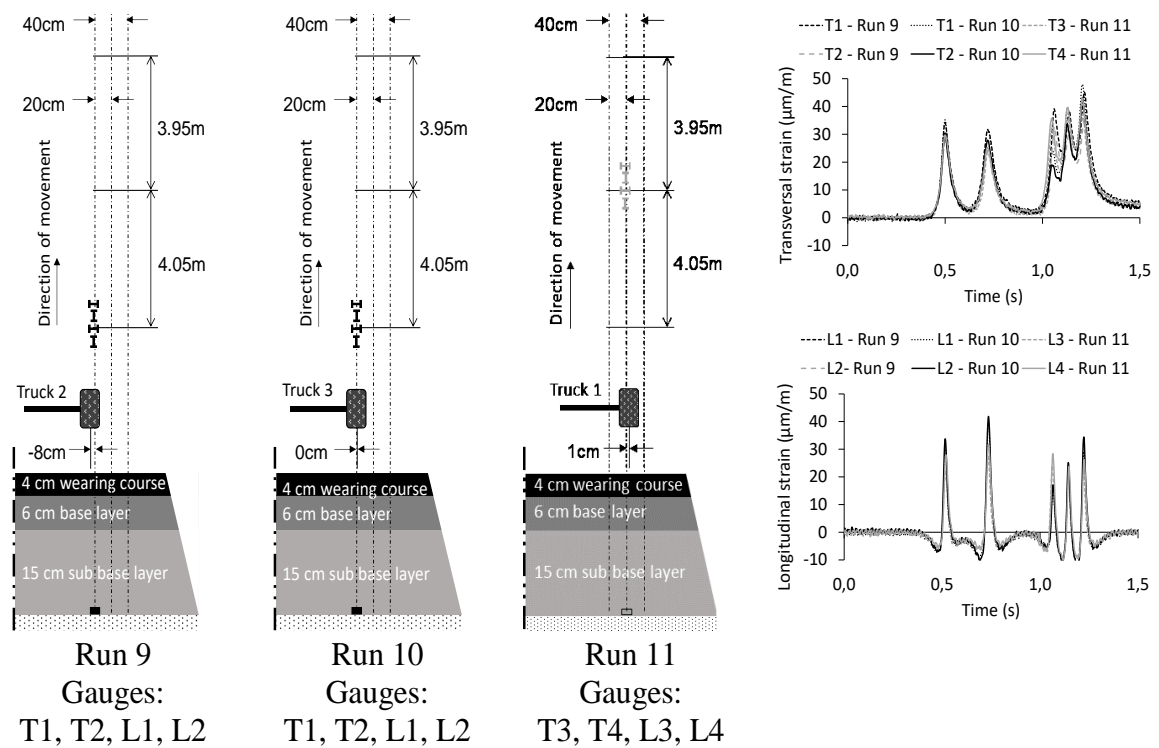 40cm
20cm
3.95m
Direction of movement
4.05m
Truck 2
-8cm
4 cm wearing course
6 cm base layer
15 cm sub base layer
Run 9
Gauges:
T1, T2, L1, L2
40cm
20cm
3.95m
Direction of movement
4.05m
Truck 3
0cm
4 cm wearing course
6 cm base layer
15 cm sub base layer
Run 10
Gauges:
T1, T2, L1, L2
40cm
20cm
3.95m
Direction of movement
4.05m
Truck 1
1cm
4 cm wearing course
6 cm base layer
15 cm sub base layer
Run 11
Gauges:
T3, T4, L3, L4
T1 - Run 9 T1 - Run 10 T3 - Run 11
T2 - Run 9 T2 - Run 10 T4 - Run 11
Transversal strain (µm/m)
50
40
30
20
10
0
-10
0,0 0,5 1,0 1,5
Time (s)
L1 - Run 9 L1 - Run 10 L3 - Run 11
L2- Run 9 L2 - Run 10 L4 - Run 11
Longitudinal strain (µm/m)
50
40
30
20
10
0
-10
0,0 0,5 1,0 1,5
Time (s)